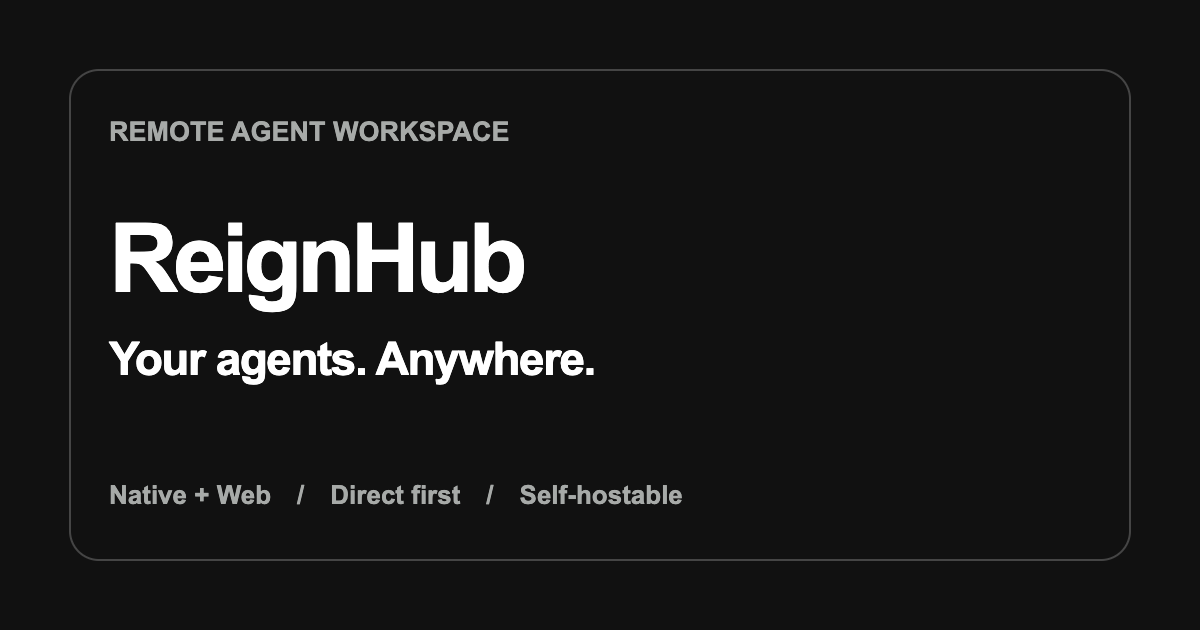 REMOTE AGENT WORKSPACE
ReignHub
Your agents. Anywhere.
Native + Web / Direct first / Self-hostable